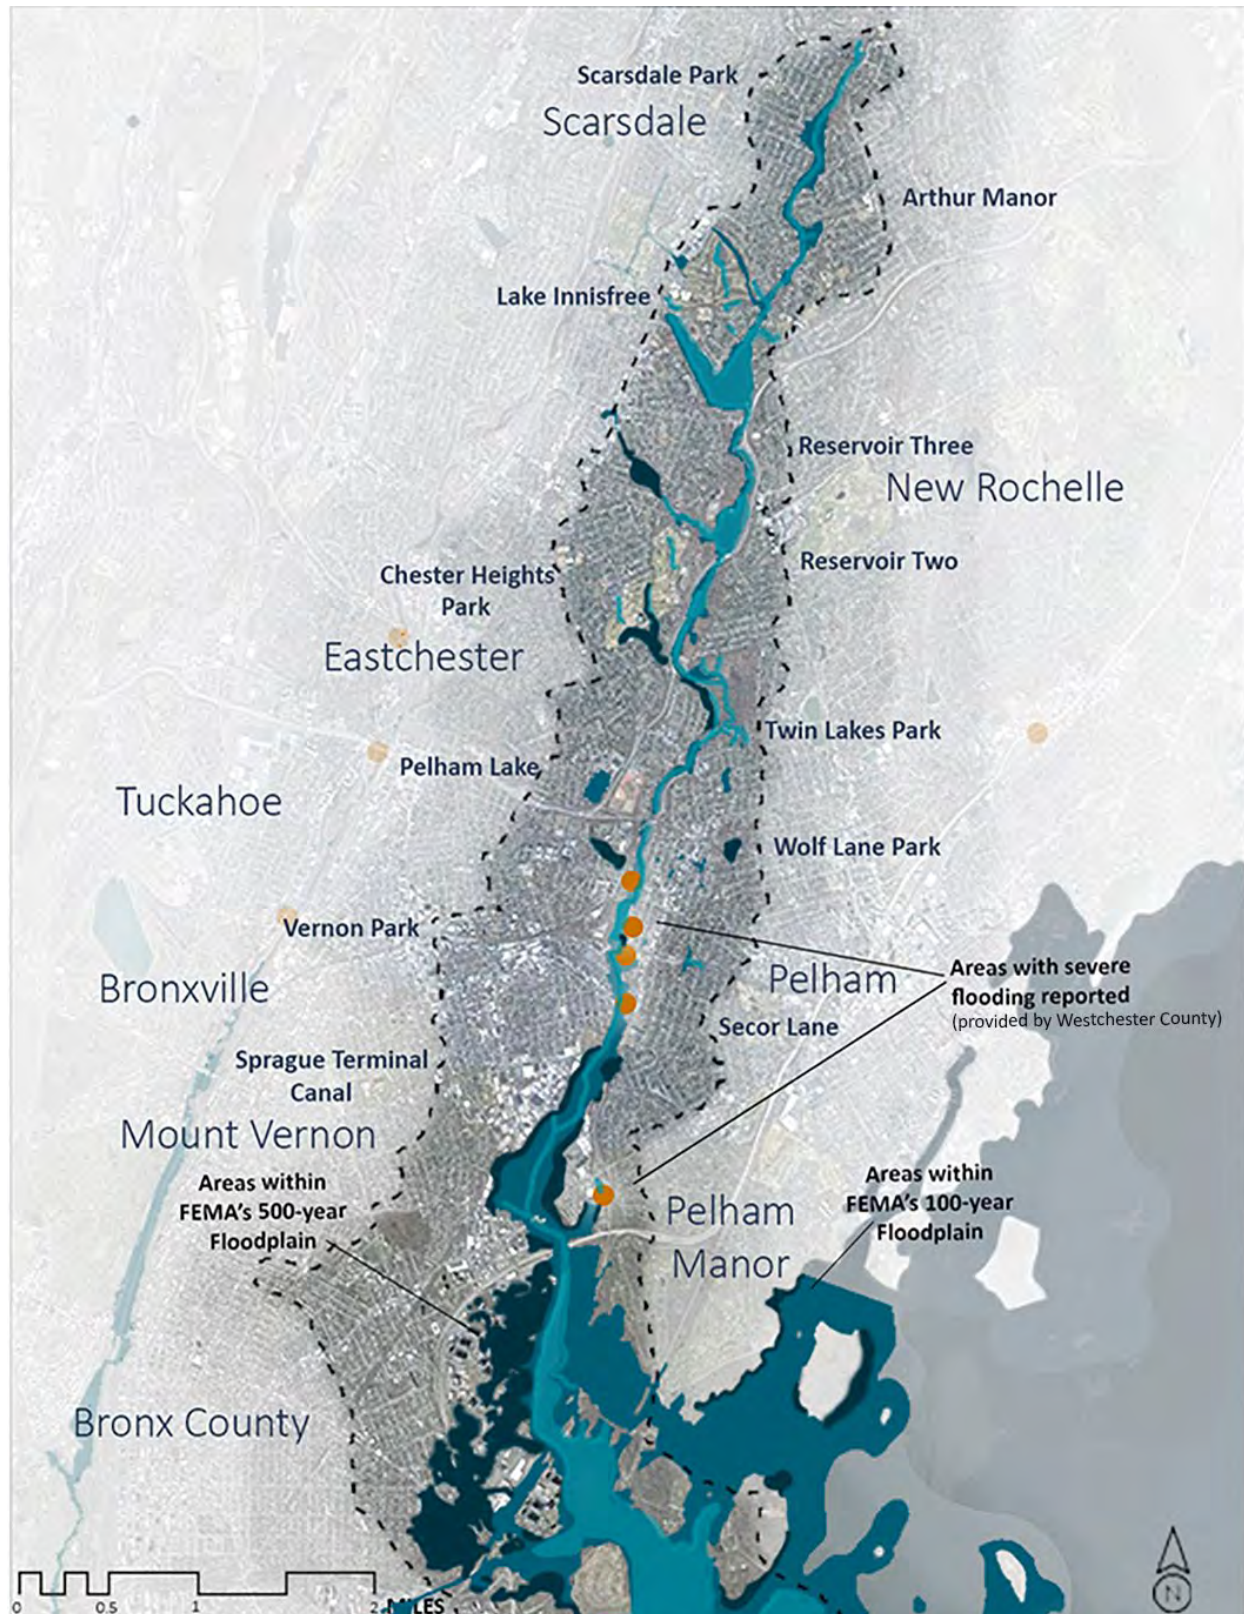 Scarsdale Park
Scarsdale
Arthur Manor
Lake Innisfree
Reservoir Three
New Rochelle
Reservoir Two
Chester Heights
Park
Eastchester
Twin Lakes Park
Pelham Lake
Tuckahoe
Wolf Lane Park
Vernon Park
Bronxville
Pelham
Areas with severe
flooding reported
(provided by Westchester County)
Secor Lane
Sprague Terminal
Canal
Mount Vernon
Areas within
FEMA's 500-year
Floodplain
Areas within
FEMA's 100-year
Floodplain
Pelham
Manor
Bronx County
N
0 0.5 1 2 MILES